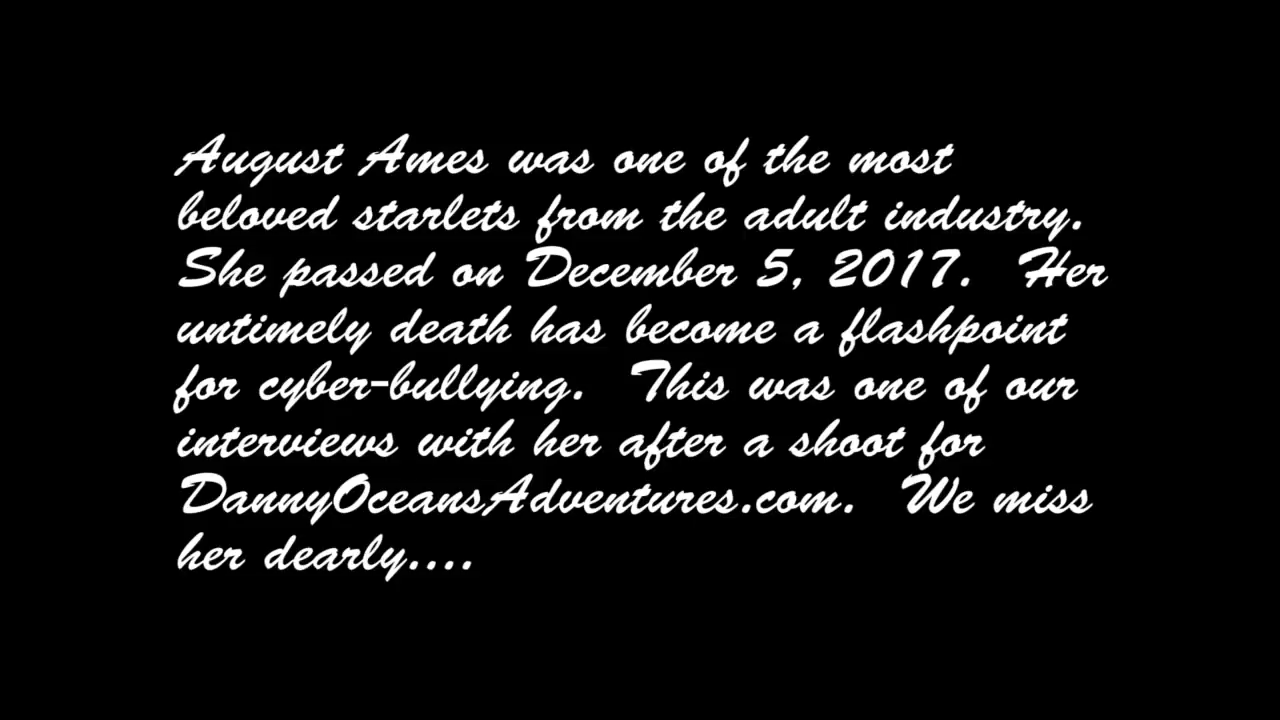 August Ames was one of the most
beloved starlets from the adult industry.
She passed on December 5, 2017.  Her
untimely death has become a flashpoint
for cyber-bullying.  This was one of our
interviews with her after a shoot for
DannyOceansAdventures.com.  We miss
her dearly....